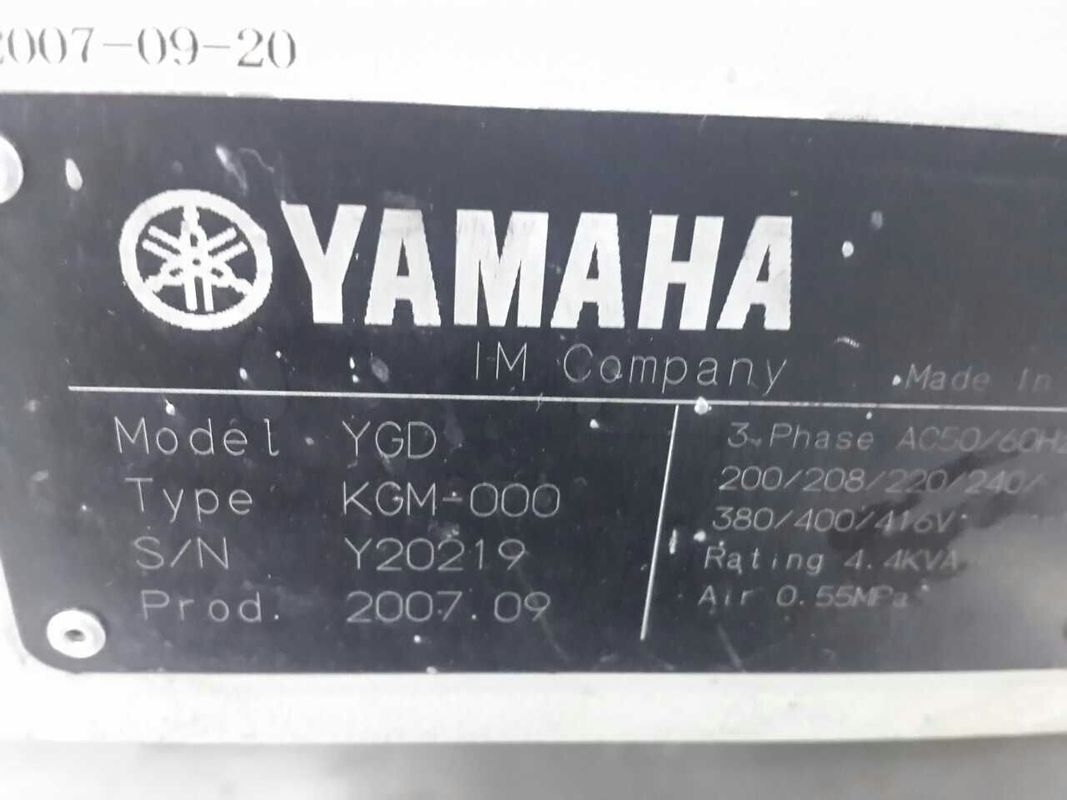 2007-09-20
YAMAHA
IM Company
Made In
Model YGD
Type KGM-000
S/N Y20219
Prod. 2007.09
3~Phase AC50/60Hz
200/208/220/240/
380/400/416V
Rating 4.4KVA
Air 0.55MPa